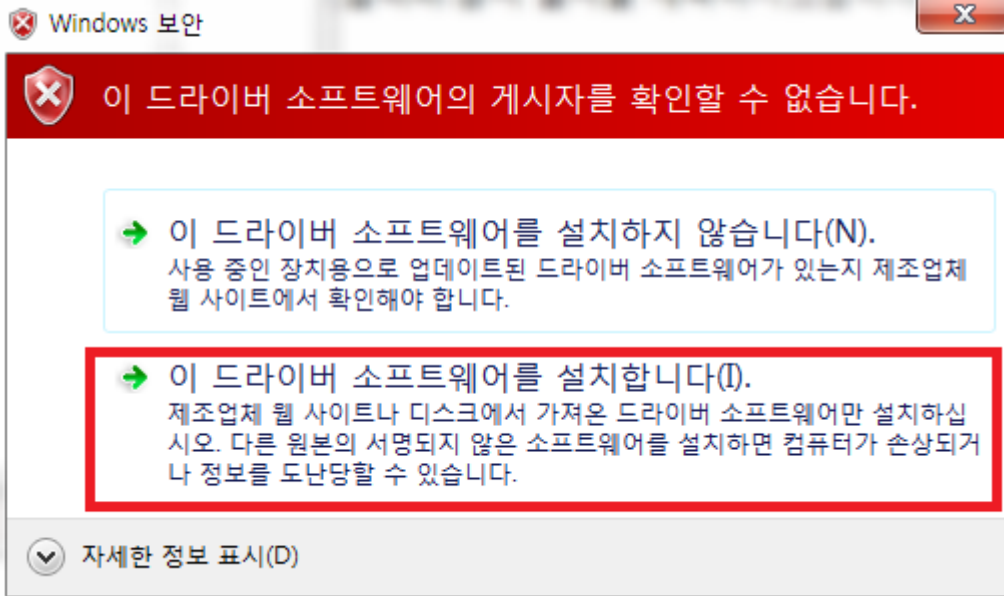 Windows 보안
이 드라이버 소프트웨어의 게시자를 확인할 수 없습니다.
이 드라이버 소프트웨어를 설치하지 않습니다(N).
사용 중인 장치용으로 업데이트된 드라이버 소프트웨어가 있는지 제조업체
웹 사이트에서 확인해야 합니다.
이 드라이버 소프트웨어를 설치합니다(I).
제조업체 웹 사이트나 디스크에서 가져온 드라이버 소프트웨어만 설치하십
시오. 다른 원본의 서명되지 않은 소프트웨어를 설치하면 컴퓨터가 손상되거
나 정보를 도난당할 수 있습니다.
자세한 정보 표시(D)